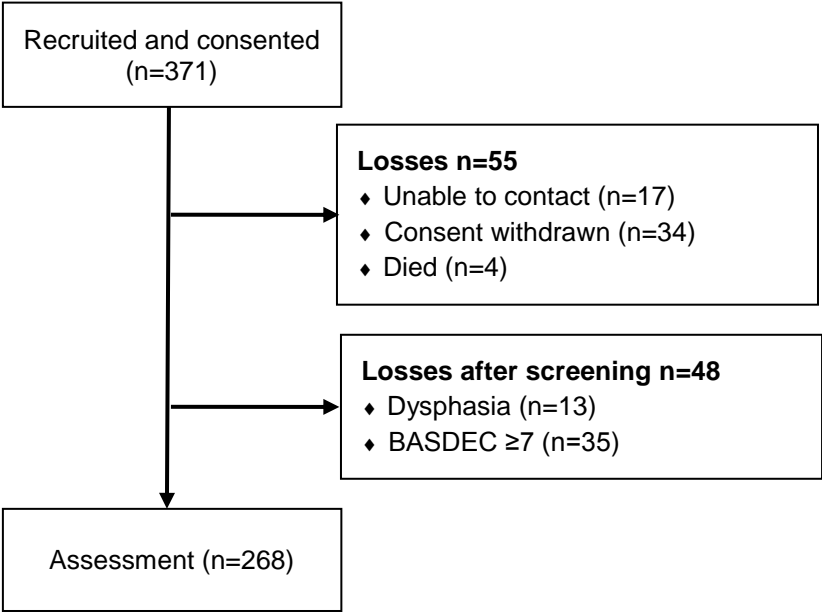 Recruited and consented
(n=371)
Losses n=55
♦ Unable to contact (n=17)
♦ Consent withdrawn (n=34)
♦ Died (n=4)
Losses after screening n=48
♦ Dysphasia (n=13)
♦ BASDEC ≥7 (n=35)
Assessment (n=268)